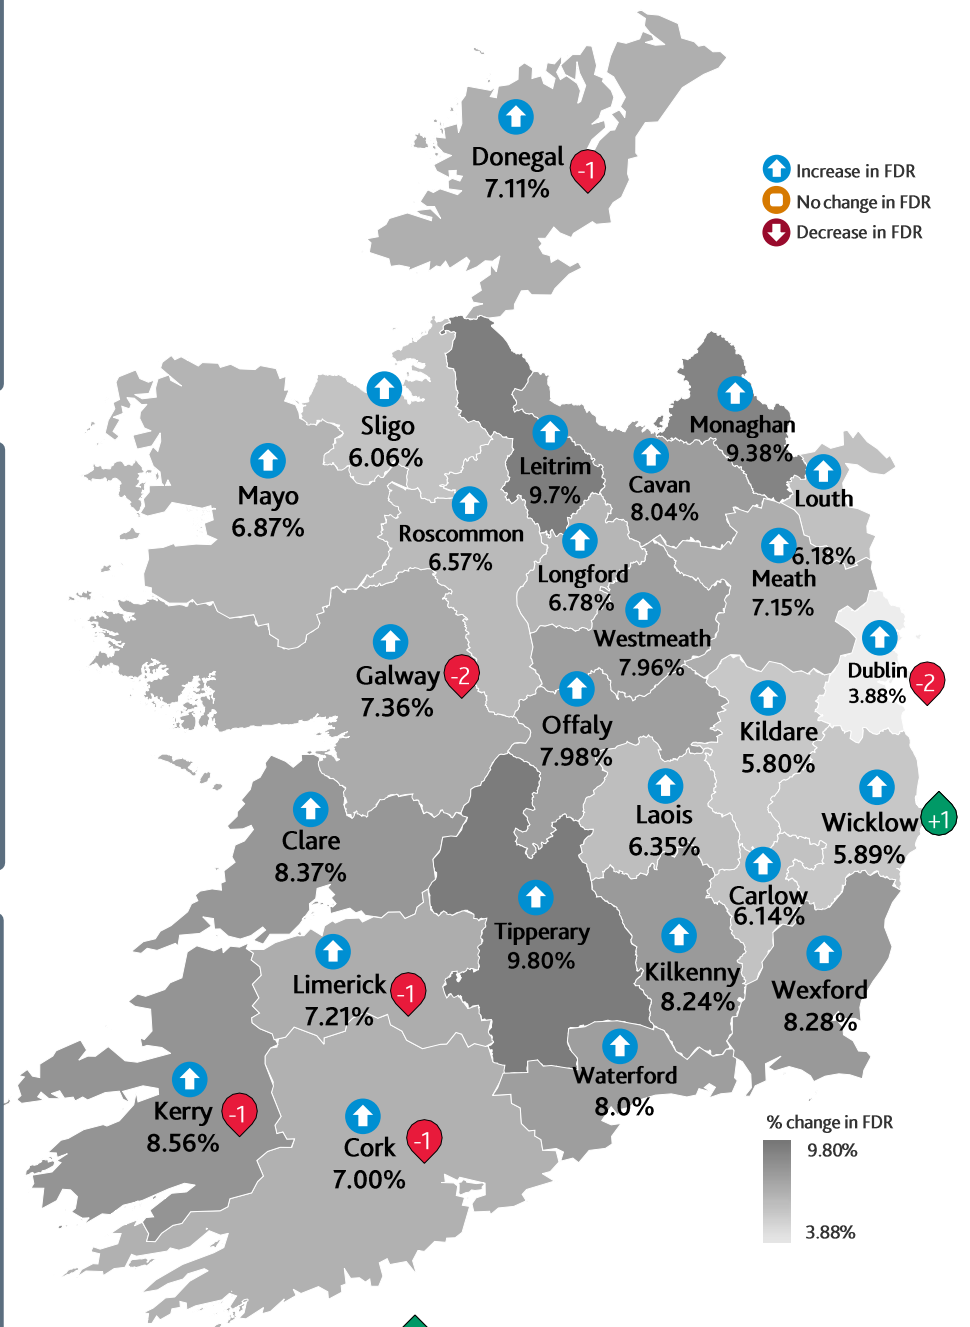 Donegal
7.11%
-1
Increase in FDR
No change in FDR
Decrease in FDR
Sligo
6.06%
Mayo
6.87%
Leitrim
9.7%
Monaghan
9.38%
Cavan
8.04%
Louth
6.18%
Roscommon
6.57%
Longford
6.78%
Meath
7.15%
Westmeath
7.96%
Galway
7.36%
-2
Dublin
3.88%
-2
Offaly
7.98%
Kildare
5.80%
Laois
6.35%
Wicklow
5.89%
+1
Clare
8.37%
Carlow
6.14%
Tipperary
9.80%
Kilkenny
8.24%
Wexford
8.28%
Limerick
7.21%
-1
Waterford
8.0%
Kerry
8.56%
-1
Cork
7.00%
-1
% change in FDR
9.80%
3.88%